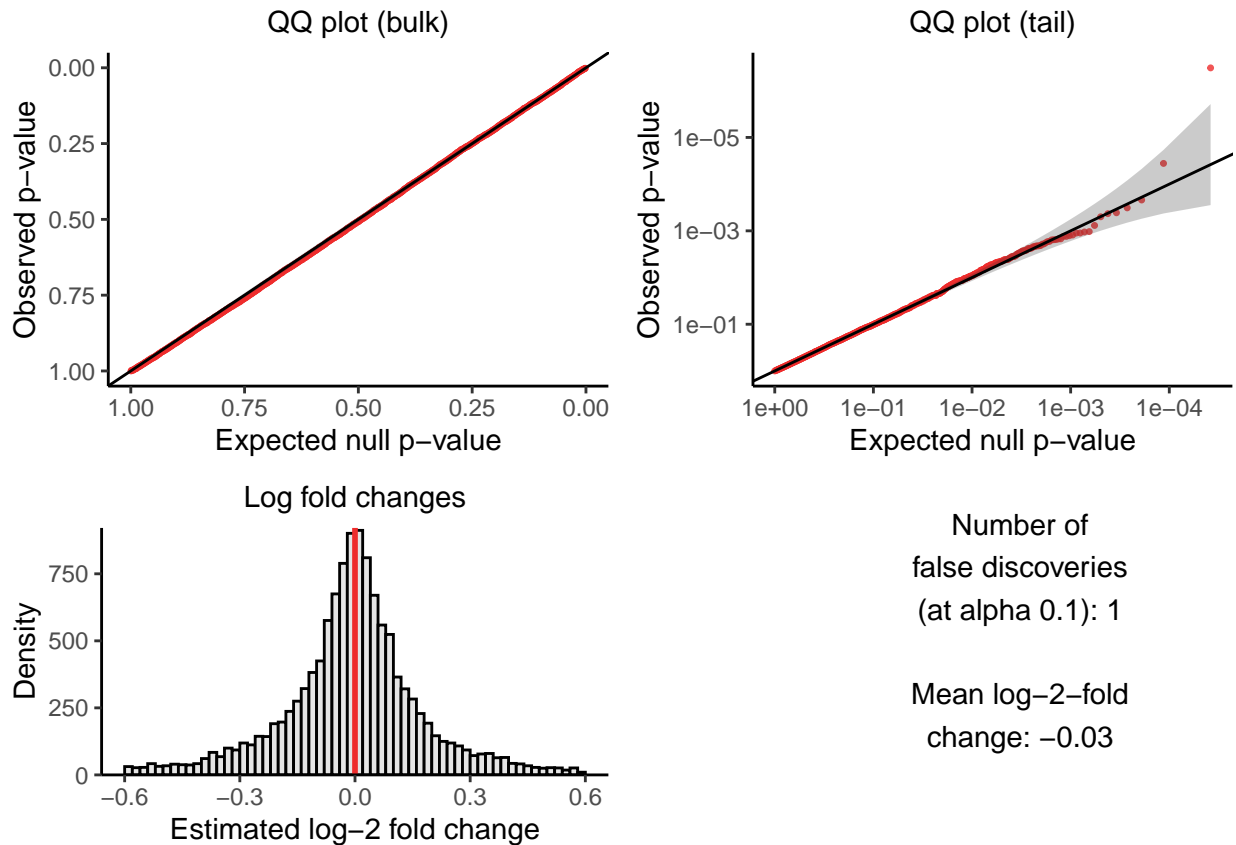 QQ plot (bulk)
0.00
0.25
0.50
0.75
1.00
Observed p−value
1.00 0.75 0.50 0.25 0.00
Expected null p−value
QQ plot (tail)
1e−05
1e−03
1e−01
Observed p−value
1e+00 1e−01 1e−02 1e−03 1e−04
Expected null p−value
Log fold changes
750
500
250
0
Density
−0.6 −0.3 0.0 0.3 0.6
Estimated log−2 fold change
Number of
false discoveries
(at alpha 0.1): 1
Mean log−2−fold
change: −0.03